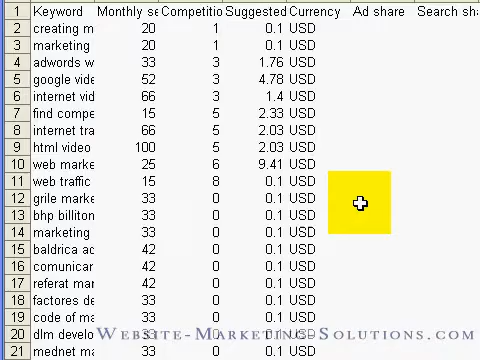 1 Keyword Monthly se Competitio Suggested Currency Ad share Search sha
2 creating m 20 1 0.1 USD
3 marketing 20 1 0.1 USD
4 adwords w 33 3 1.76 USD
5 google vide 52 3 4.78 USD
6 internet vid 66 3 1.4 USD
7 find compe 15 5 2.33 USD
8 internet tra 66 5 2.03 USD
9 html video 100 5 2.03 USD
10 web marke 25 6 9.41 USD
11 web traffic 15 8 0.1 USD
12 grile market 33 0 0.1 USD
13 bhp billiton 33 0 0.1 USD
14 marketing 33 0 0.1 USD
15 baldrica ad 42 0 0.1 USD
16 comunicar 42 0 0.1 USD
17 referat mar 42 0 0.1 USD
18 factores de 33 0 0.1 USD
19 code of ma 33 0 0.1 USD
20 dlm develo 33 0 0.1 USD
WEBSITE-MARKETING-SOLUTIONS.COM
21 mednet ma 33 0 0.1 USD